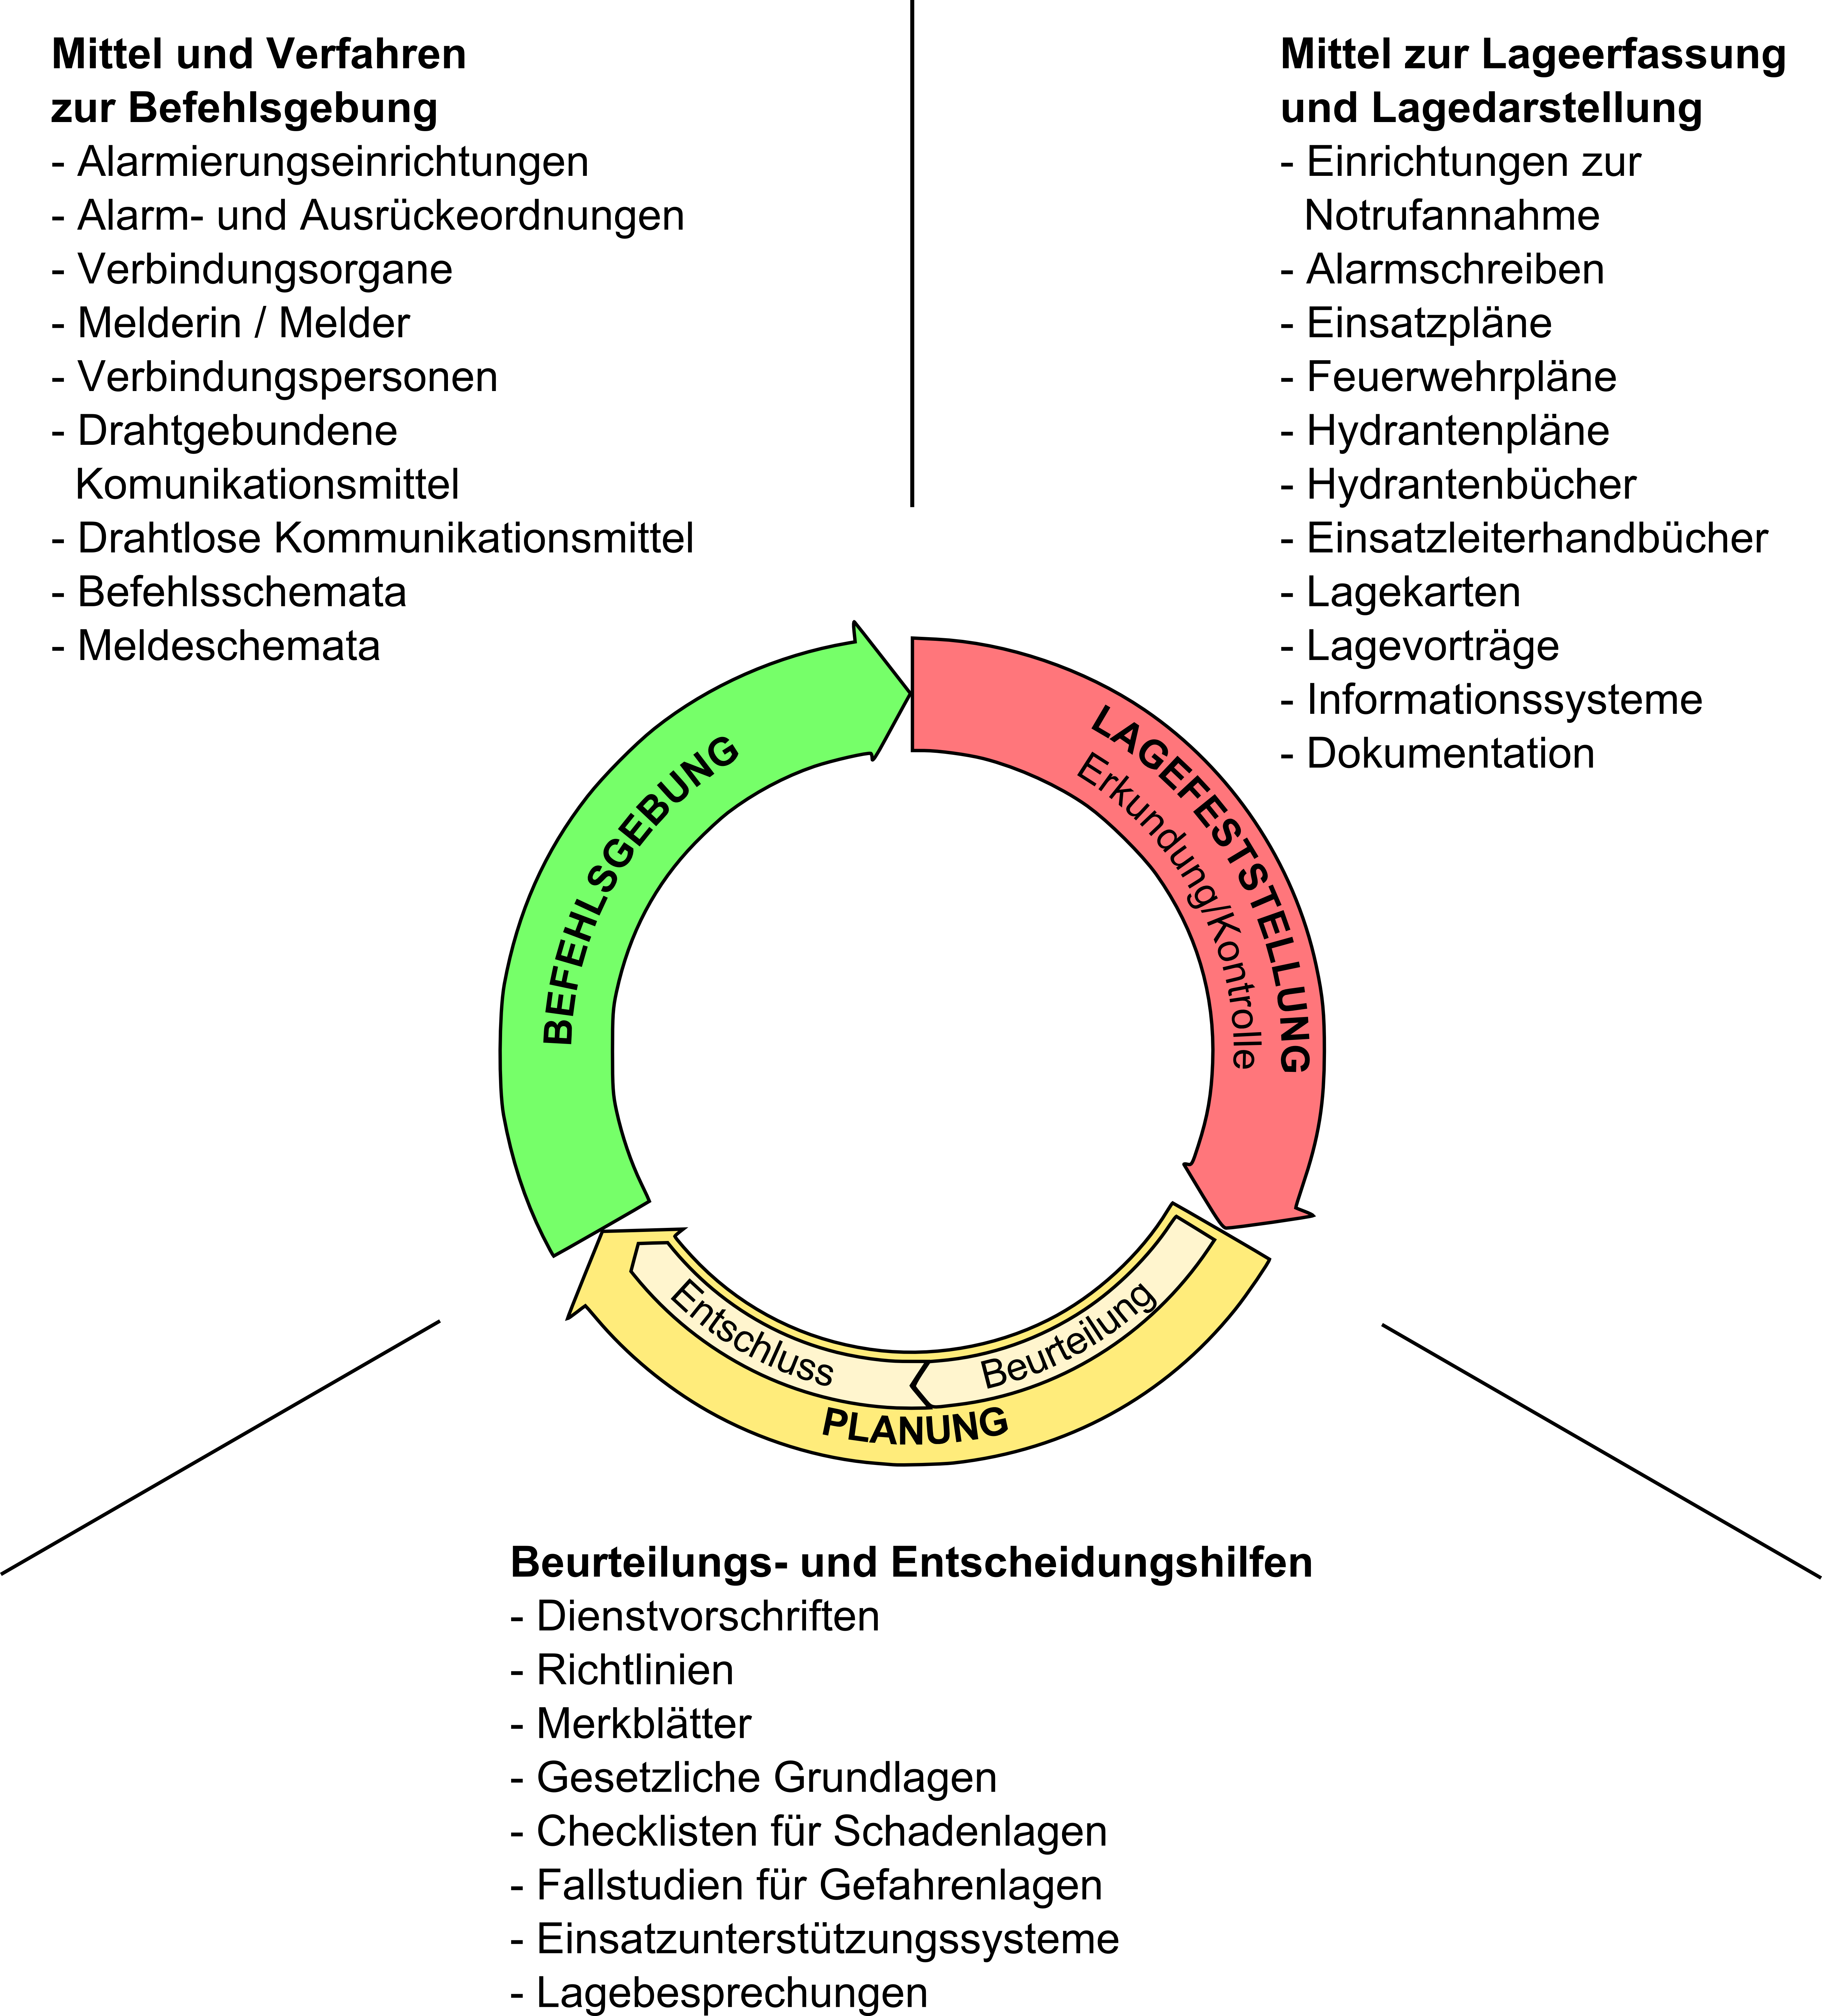 Mittel und Verfahren
zur Befehlsgebung
- Alarmierungseinrichtungen
- Alarm- und Ausrückeordnungen
- Verbindungsorgane
- Melderin / Melder
- Verbindungspersonen
- Drahtgebundene
Komunikationsmittel
- Drahtlose Kommunikationsmittel
- Befehlsschemata
- Meldeschemata
Mittel zur Lageerfassung
und Lagedarstellung
- Einrichtungen zur
Notrufannahme
- Alarmschreiben
- Einsatzpläne
- Feuerwehrpläne
- Hydrantenpläne
- Hydrantenbücher
- Einsatzleiterhandbücher
- Lagekarten
- Lagevorträge
- Informationssysteme
- Dokumentation
BEFEHLSGEBUNG
LAGEFESTSTELLUNG
Erkundung/Kontrolle
Entschluss
Beurteilung
PLANUNG
Beurteilungs- und Entscheidungshilfen
- Dienstvorschriften
- Richtlinien
- Merkblätter
- Gesetzliche Grundlagen
- Checklisten für Schadenlagen
- Fallstudien für Gefahrenlagen
- Einsatzunterstützungssysteme
- Lagebesprechungen